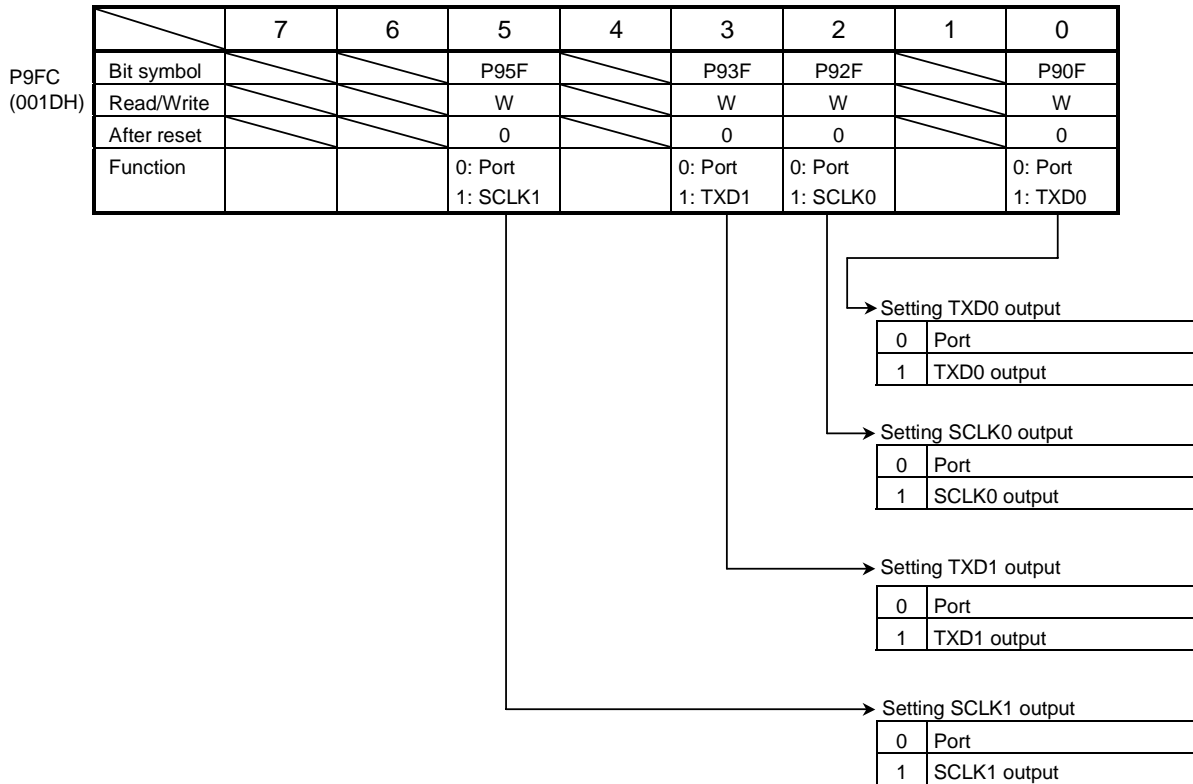 7 6 5 4 3 2 1 0
P9FC
(001DH)
Bit symbol P95F P93F P92F P90F
Read/Write W W W W
After reset 0 0 0 0
Function 0: Port 0: Port 0: Port 0: Port
1: SCLK1 1: TXD1 1: SCLK0 1: TXD0
Setting TXD0 output
0 Port
1 TXD0 output
Setting SCLK0 output
0 Port
1 SCLK0 output
Setting TXD1 output
0 Port
1 TXD1 output
Setting SCLK1 output
0 Port
1 SCLK1 output